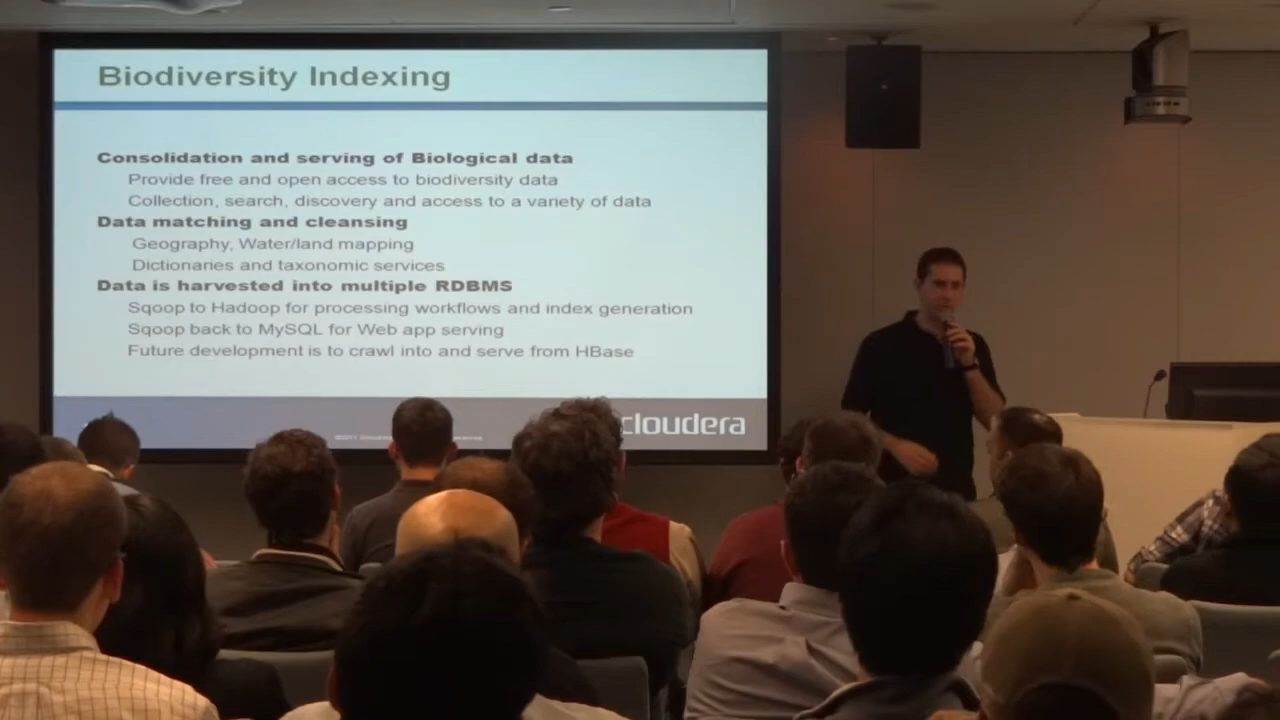 Biodiversity Indexing
Consolidation and serving of Biological data
Provide free and open access to biodiversity data
Collection, search, discovery and access to a variety of data
Data matching and cleansing
Geography, Water/land mapping
Dictionaries and taxonomic services
Data is harvested into multiple RDBMS
Sqoop to Hadoop for processing workflows and index generation
Sqoop back to MySQL for Web app serving
Future development is to crawl into and serve from HBase
cloudera